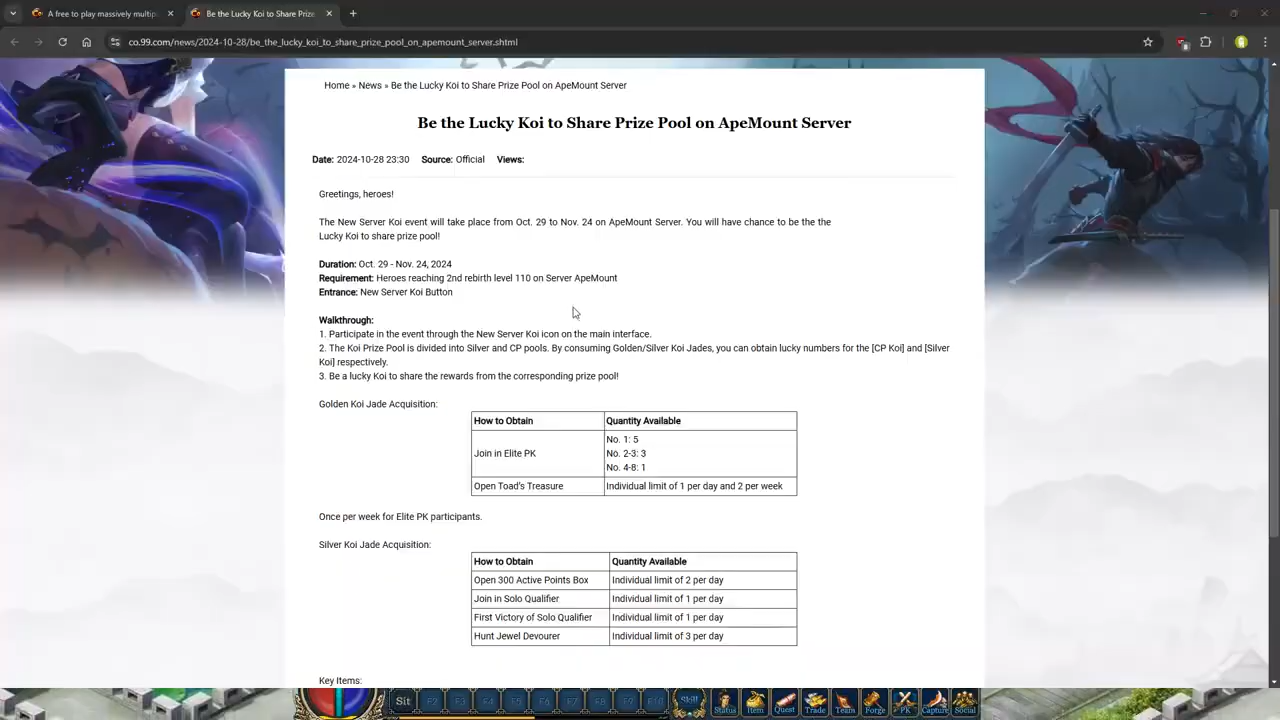 A free to play massively multip
Be the Lucky Koi to Share Prize
co.99.com/news/2024-10-28/be_the_lucky_koi_to_share_prize_pool_on_apemount_server.shtml
Home » News » Be the Lucky Koi to Share Prize Pool on ApeMount Server
Be the Lucky Koi to Share Prize Pool on ApeMount Server
Date: 2024-10-28 23:30 Source: Official Views:
Greetings, heroes!
The New Server Koi event will take place from Oct. 29 to Nov. 24 on ApeMount Server. You will have chance to be the the
Lucky Koi to share prize pool!
Duration: Oct. 29 - Nov. 24, 2024
Requirement: Heroes reaching 2nd rebirth level 110 on Server ApeMount
Entrance: New Server Koi Button
Walkthrough:
1. Participate in the event through the New Server Koi icon on the main interface.
2. The Koi Prize Pool is divided into Silver and CP pools. By consuming Golden/Silver Koi Jades, you can obtain lucky numbers for the [CP Koi] and [Silver
Koi] respectively.
3. Be a lucky Koi to share the rewards from the corresponding prize pool!
Golden Koi Jade Acquisition:
How to Obtain Quantity Available
Join in Elite PK
No. 1: 5
No. 2-3: 3
No. 4-8: 1
Open Toad's Treasure Individual limit of 1 per day and 2 per week
Once per week for Elite PK participants.
Silver Koi Jade Acquisition:
How to Obtain Quantity Available
Open 300 Active Points Box Individual limit of 2 per day
Join in Solo Qualifier Individual limit of 1 per day
First Victory of Solo Qualifier Individual limit of 1 per day
Hunt Jewel Devourer Individual limit of 3 per day
Key Items:
Sit F1 F2 F3 F4 F5 F6 F7 F8 F9 F10 Skill Status Item Quest Trade Team Forge PK Capture Social